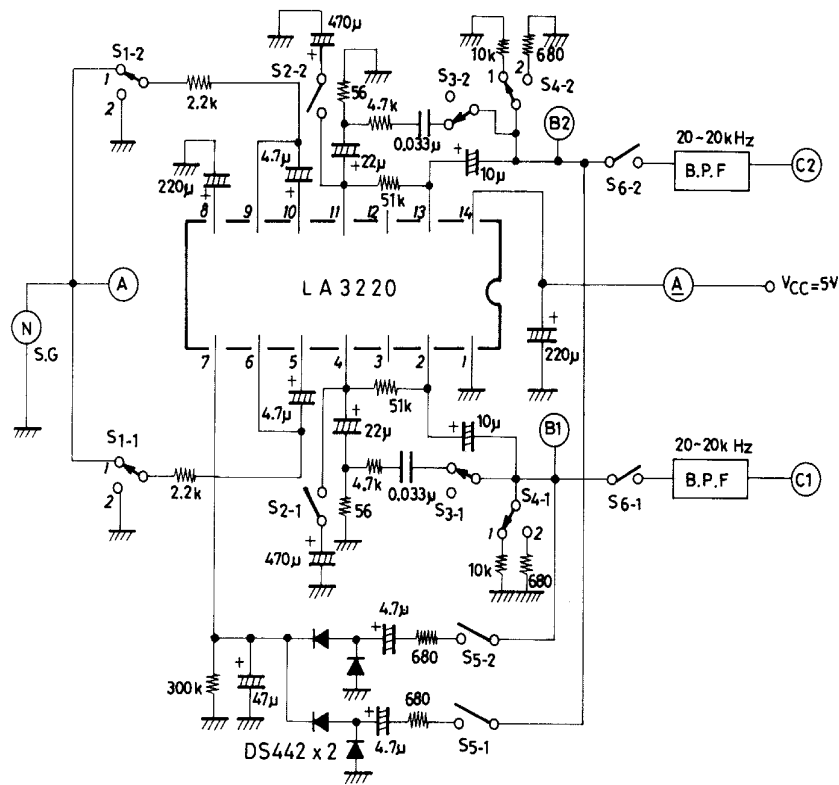 470µ
+
S1-2
1
2
2.2k
S2-2
56
4.7k
0.033µ
S3-2
10k
1
2
680
S4-2
B2
20~20kHz
B.P.F
C2
S6-2
220µ
+
4.7µ
+
+
22µ
51k
+
10µ
8
9
10
11
12
13
14
A
LA3220
A
VCC=5V
N
S.G
+
220µ
7
6
5
4
3
2
1
+
4.7µ
+
22µ
51k
10µ
+
B1
20~20k Hz
B.P.F
C1
S6-1
S1-1
1
2
2.2k
S2-1
4.7k
0.033µ
S3-1
S4-1
1
2
56
+
470µ
10k
680
4.7µ
+
680
S5-2
300k
+
47µ
+
4.7µ
680
S5-1
DS442 x 2